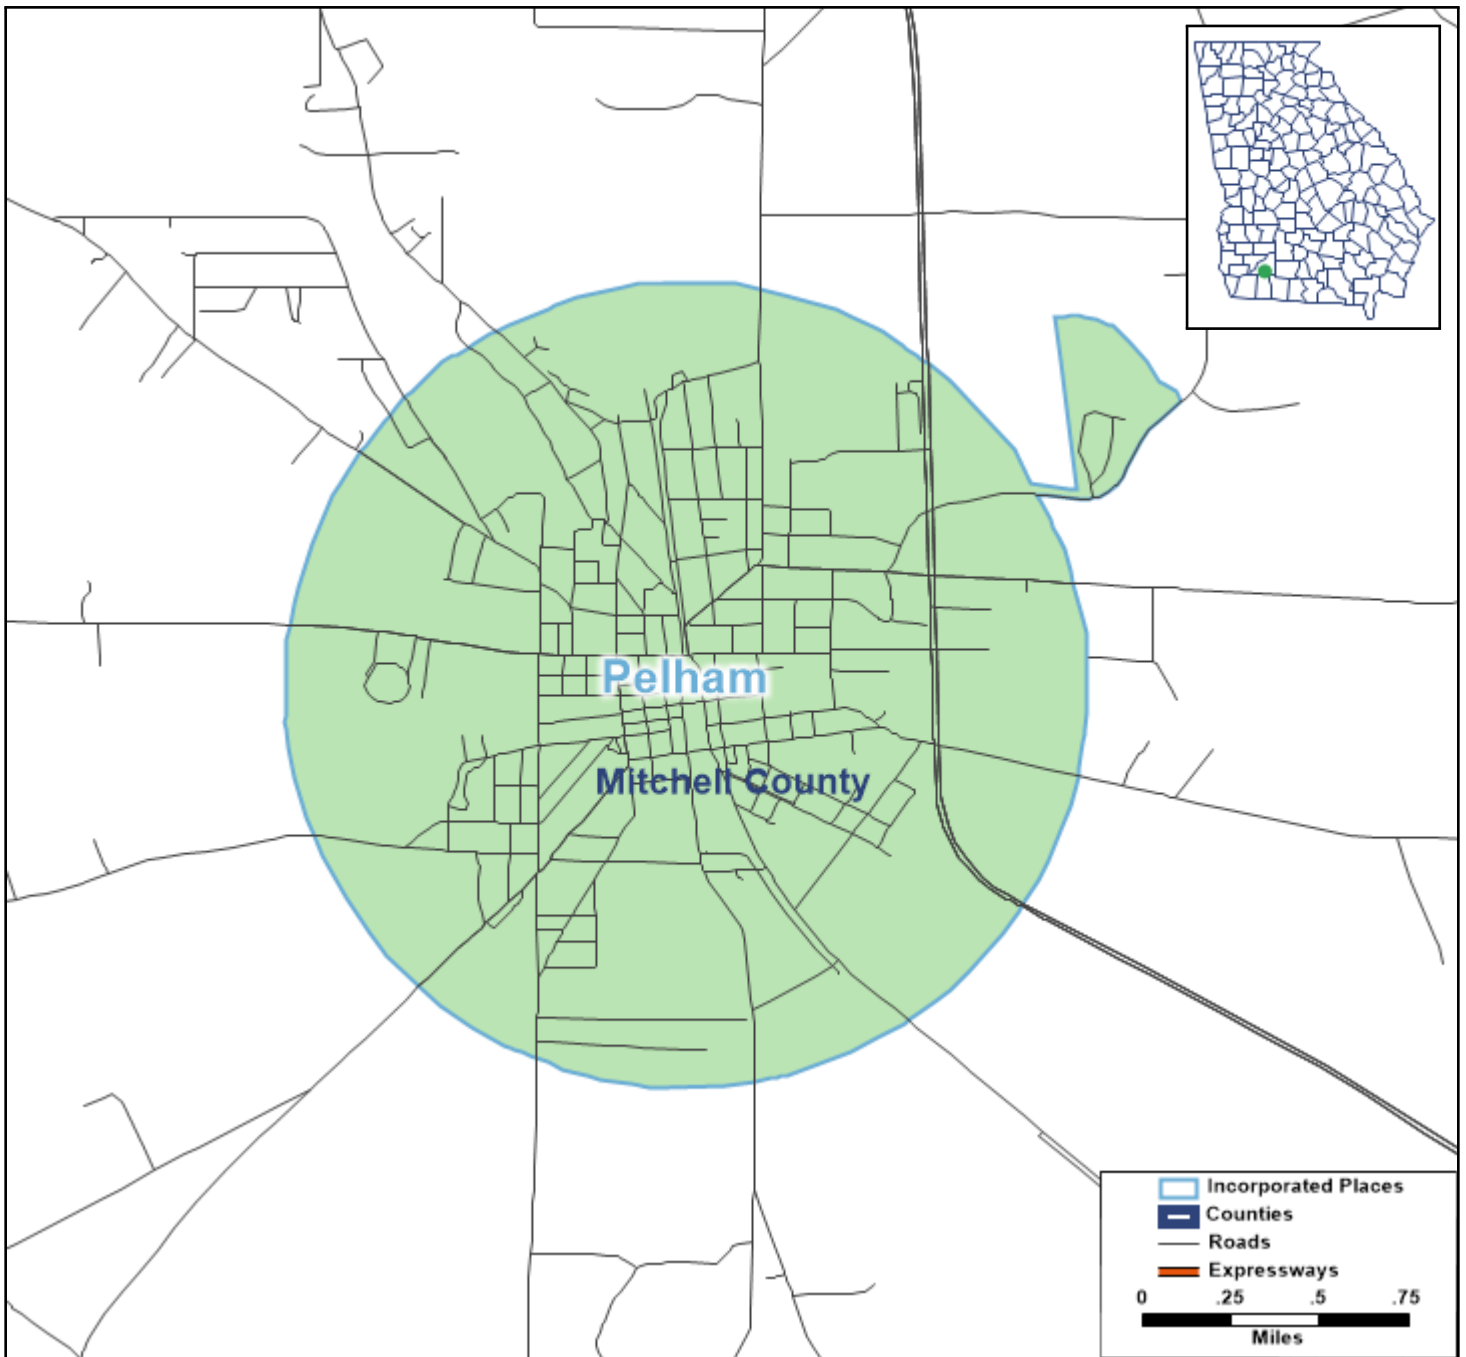 Pelham
Mitchell County
Incorporated Places
Counties
Roads
Expressways
0 .25 .5 .75
Miles